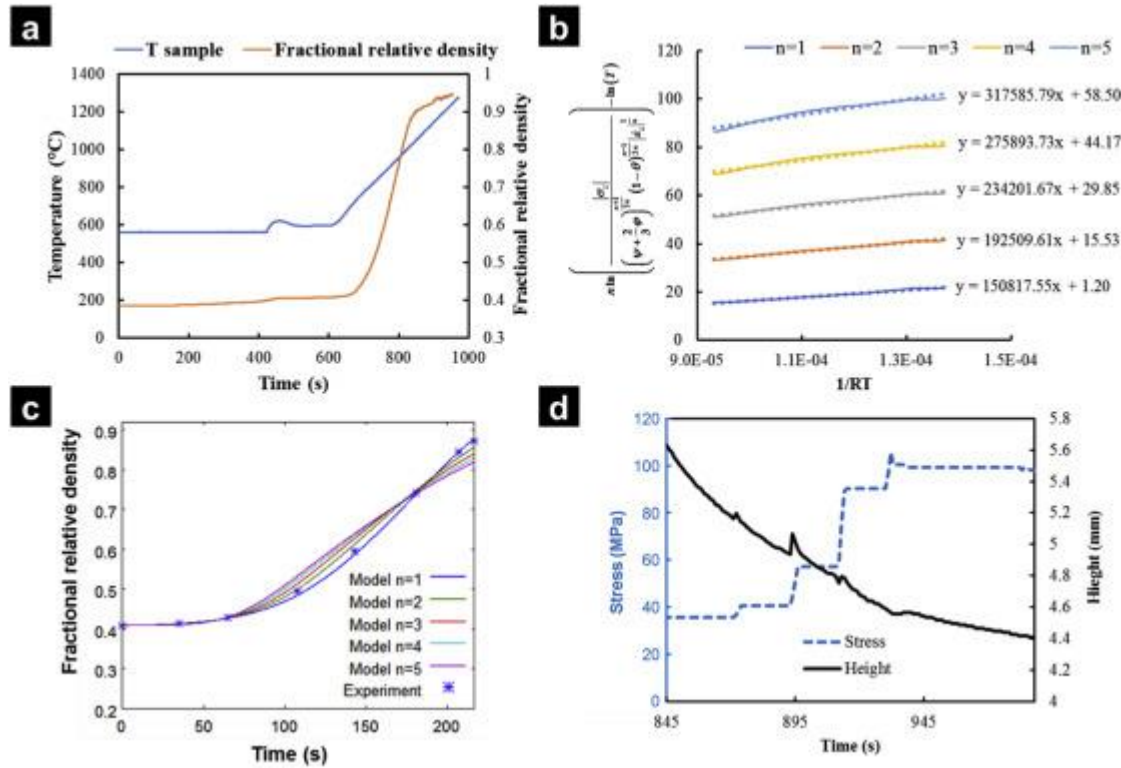 a
T sample Fractional relative density
1400
1200
1000
800
600
400
200
0
1
0.9
0.8
0.7
0.6
0.5
0.4
0.3
0 200 400 600 800 1000
Temperature (°C)
Fractional relative density
Time (s)
b
n=1 n=2 n=3 n=4 n=5
120
100
80
60
40
20
0
y = 317585.79x + 58.50
y = 275893.73x + 44.17
y = 234201.67x + 29.85
y = 192509.61x + 15.53
y = 150817.55x + 1.20
9.0E-05 1.1E-04 1.3E-04 1.5E-04
1/RT
c
0.9
0.8
0.7
0.6
0.5
0.4
0.3
0.2
Fractional relative density
Model n=1
Model n=2
Model n=3
Model n=4
Model n=5
Experiment
0 50 100 150 200
Time (s)
d
120
100
80
60
40
20
0
Stress (MPa)
5.8
5.6
5.4
5.2
5
4.8
4.6
4.4
4.2
4
Hieght (mm)
Stress
Height
845 895 945
Time (s)